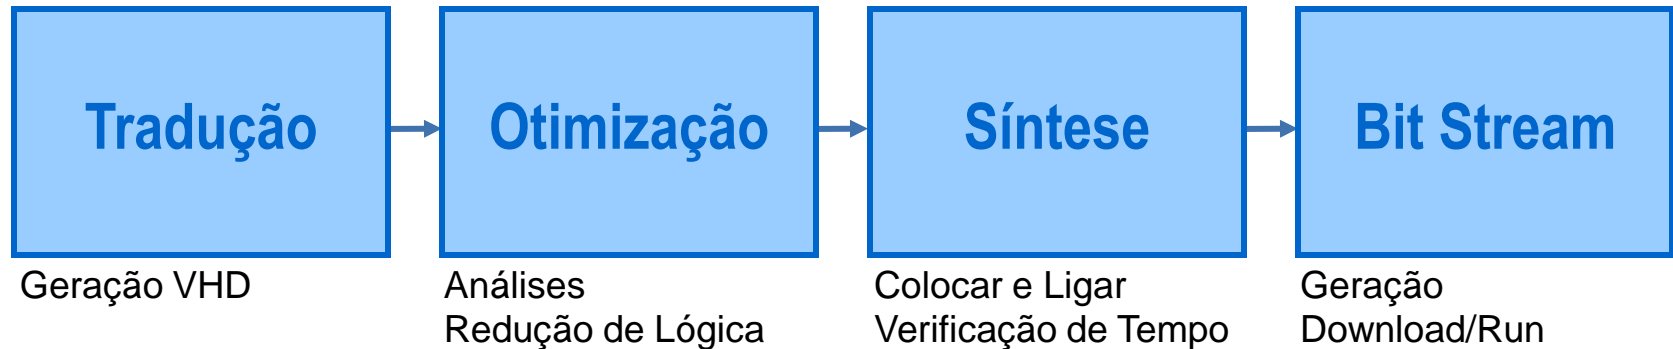 Tradução
Otimização
Síntese
Bit Stream
Geração VHD
Análises
Redução de Lógica
Colocar e Ligar
Verificação de Tempo
Geração
Download/Run